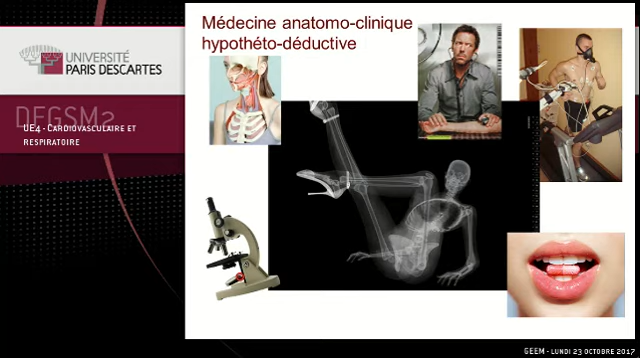 Médecine anatomo-clinique
hypothéto-déductive
UNIVERSITÉ
PARIS DESCARTES
DFGSM2
UE4 - Cardiovasculaire et
respiratoire
GEEM - lundi 23 octobre 2017